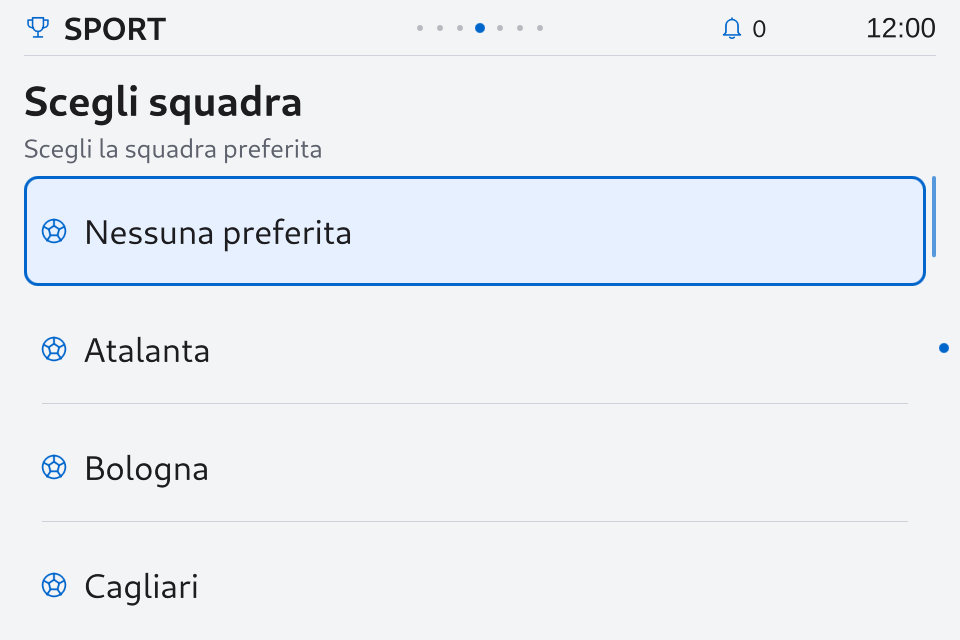 SPORT
0
12:00
Scegli squadra
Scegli la squadra preferita
Nessuna preferita
Atalanta
Bologna
Cagliari